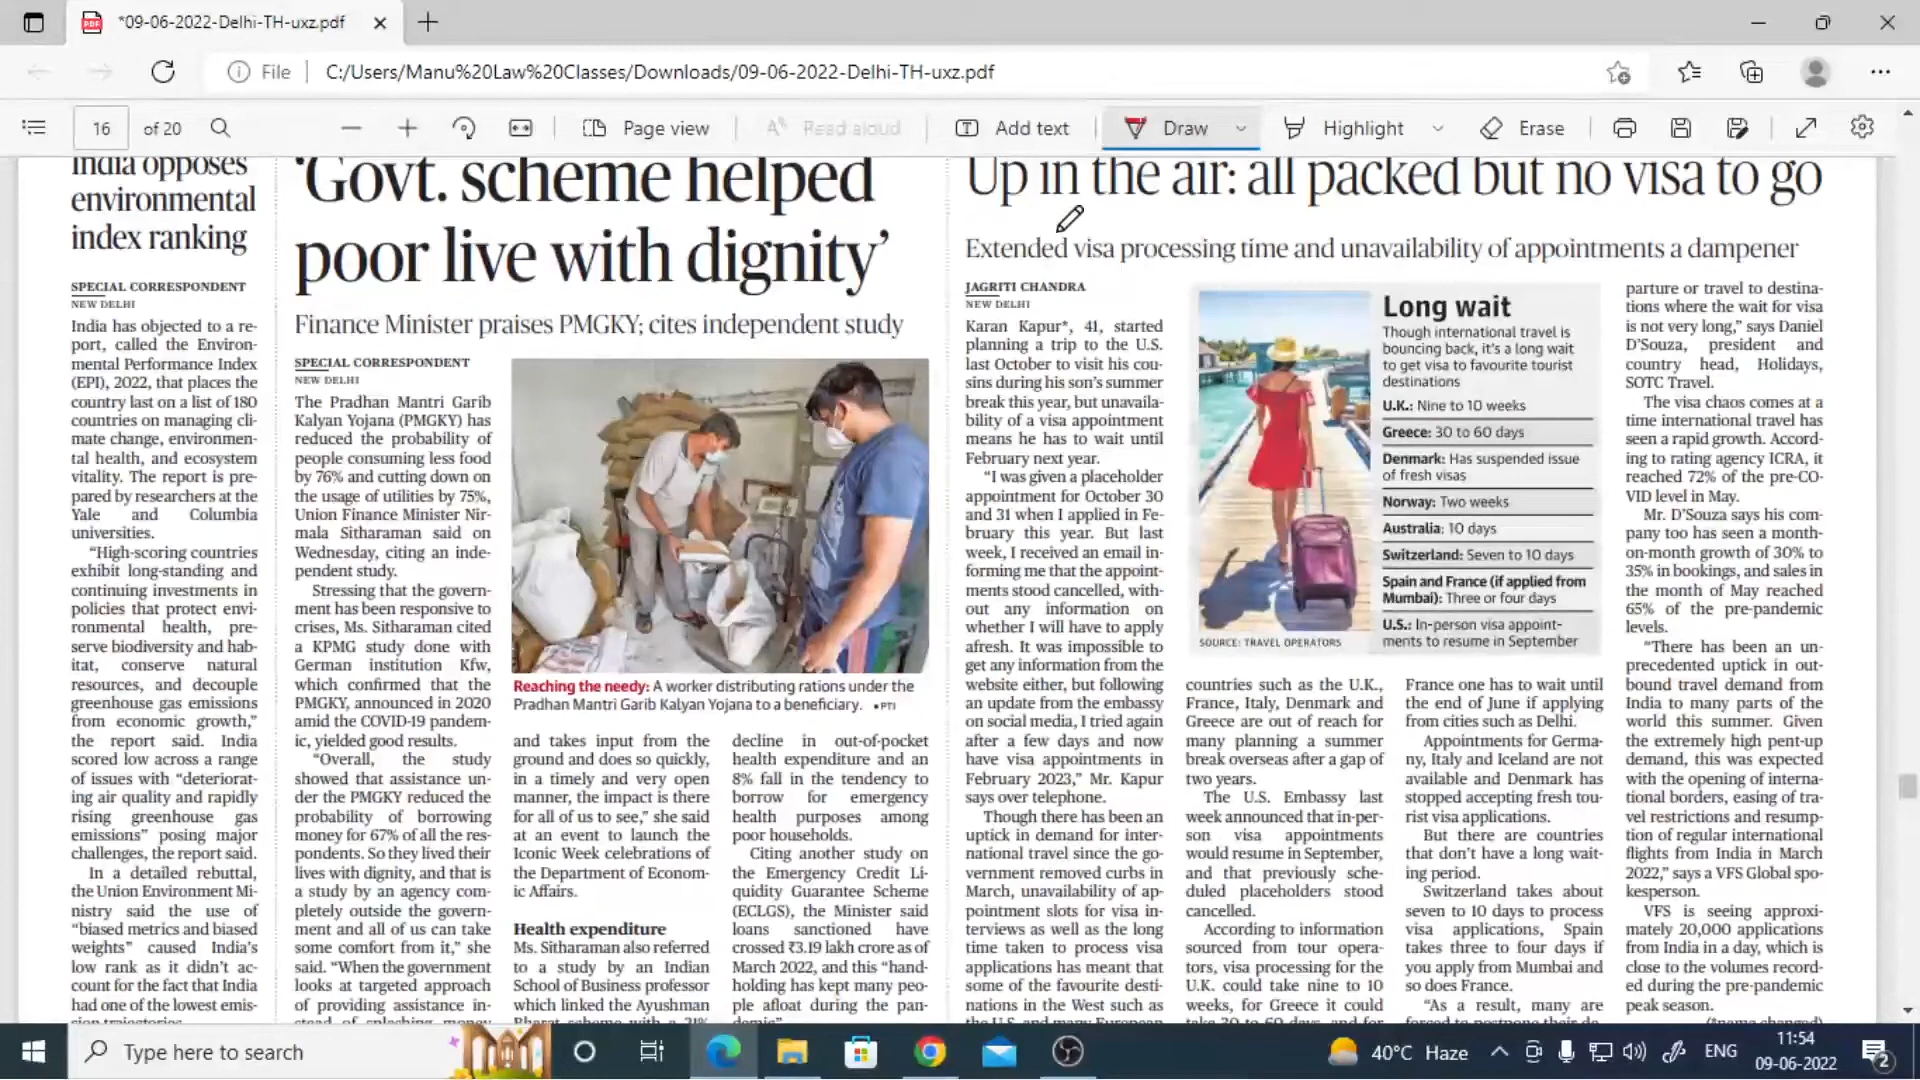 *09-06-2022-Delhi-TH-uxz.pdf
File
C:/Users/Manu%20Law%20Classes/Downloads/09-06-2022-Delhi-TH-uxz.pdf
16 of 20
Page view
Read aloud
Add text
Draw
Highlight
Erase
India opposes
environmental
index ranking
SPECIAL CORRESPONDENT
NEW DELHI
India has objected to a re-
port, called the Environ-
mental Performance Index
(EPI), 2022, that places the
country last on a list of 180
countries on managing cli-
mate change, environmen-
tal health, and ecosystem
vitality. The report is pre-
pared by researchers at the
Yale and Columbia
universities.
“High-scoring countries
exhibit long-standing and
continuing investments in
policies that protect envi-
ronmental health, pre-
serve biodiversity and hab-
itat, conserve natural
resources, and decouple
greenhouse gas emissions
from economic growth,”
the report said. India
scored low across a range
of issues with “deteriorat-
ing air quality and rapidly
rising greenhouse gas
emissions” posing major
challenges, the report said.
In a detailed rebuttal,
the Union Environment Mi-
nistry said the use of
“biased metrics and biased
weights” caused India’s
low rank as it didn’t ac-
count for the fact that India
had one of the lowest emis-
sion trajectories.
‘Govt. scheme helped
poor live with dignity’
Finance Minister praises PMGKY; cites independent study
SPECIAL CORRESPONDENT
NEW DELHI
The Pradhan Mantri Garib
Kalyan Yojana (PMGKY) has
reduced the probability of
people consuming less food
by 76% and cutting down on
the usage of utilities by 75%,
Union Finance Minister Nir-
mala Sitharaman said on
Wednesday, citing an inde-
pendent study.
Stressing that the govern-
ment has been responsive to
crises, Ms. Sitharaman cited
a KPMG study done with
German institution Kfw,
which confirmed that the
PMGKY, announced in 2020
amid the COVID-19 pandem-
ic, yielded good results.
“Overall, the study
showed that assistance un-
der the PMGKY reduced the
probability of borrowing
money for 67% of all the res-
pondents. So they lived their
lives with dignity, and that is
a study by an agency com-
pletely outside the govern-
ment and all of us can take
some comfort from it,” she
said. “When the government
looks at targeted approach
of providing assistance in-
stead of splashing money
Reaching the needy: A worker distributing rations under the
Pradhan Mantri Garib Kalyan Yojana to a beneficiary. •PTI
and takes input from the
ground and does so quickly,
in a timely and very open
manner, the impact is there
for all of us to see,” she said
at an event to launch the
Iconic Week celebrations of
the Department of Econom-
ic Affairs.
Health expenditure
Ms. Sitharaman also referred
to a study by an Indian
School of Business professor
which linked the Ayushman
Bharat scheme with a 21%
decline in out-of-pocket
health expenditure and an
8% fall in the tendency to
borrow for emergency
health purposes among
poor households.
Citing another study on
the Emergency Credit Li-
quidity Guarantee Scheme
(ECLGS), the Minister said
loans sanctioned have
crossed ₹3.19 lakh crore as of
March 2022, and this “hand-
holding has kept many peo-
ple afloat during the pan-
demic”.
Up in the air: all packed but no visa to go
Extended visa processing time and unavailability of appointments a dampener
JAGRITI CHANDRA
NEW DELHI
Karan Kapur*, 41, started
planning a trip to the U.S.
last October to visit his cou-
sins during his son’s summer
break this year, but unavaila-
bility of a visa appointment
means he has to wait until
February next year.
“I was given a placeholder
appointment for October 30
and 31 when I applied in Fe-
bruary this year. But last
week, I received an email in-
forming me that the appoint-
ments stood cancelled, with-
out any information on
whether I will have to apply
afresh. It was impossible to
get any information from the
website either, but following
an update from the embassy
on social media, I tried again
after a few days and now
have visa appointments in
February 2023,” Mr. Kapur
says over telephone.
Though there has been an
uptick in demand for inter-
national travel since the go-
vernment removed curbs in
March, unavailability of ap-
pointment slots for visa in-
terviews as well as the long
time taken to process visa
applications has meant that
some of the favourite desti-
nations in the West such as
the U.S. and many European
Long wait
Though international travel is
bouncing back, it’s a long wait
to get visa to favourite tourist
destinations
U.K.: Nine to 10 weeks
Greece: 30 to 60 days
Denmark: Has suspended issue
of fresh visas
Norway: Two weeks
Australia: 10 days
Switzerland: Seven to 10 days
Spain and France (if applied from
Mumbai): Three or four days
U.S.: In-person visa appoint-
ments to resume in September
SOURCE: TRAVEL OPERATORS
countries such as the U.K.,
France, Italy, Denmark and
Greece are out of reach for
many planning a summer
break overseas after a gap of
two years.
The U.S. Embassy last
week announced that in-per-
son visa appointments
would resume in September,
and that previously sche-
duled placeholders stood
cancelled.
According to information
sourced from tour opera-
tors, visa processing for the
U.K. could take nine to 10
weeks, for Greece it could
take 30 to 60 days, and for
France one has to wait until
the end of June if applying
from cities such as Delhi.
Appointments for Germa-
ny, Italy and Iceland are not
available and Denmark has
stopped accepting fresh tou-
rist visa applications.
But there are countries
that don’t have a long wait-
ing period.
Switzerland takes about
seven to 10 days to process
visa applications, Spain
takes three to four days if
you apply from Mumbai and
so does France.
“As a result, many are
forced to postpone their de-
parture or travel to destina-
tions where the wait for visa
is not very long,” says Daniel
D’Souza, president and
country head, Holidays,
SOTC Travel.
The visa chaos comes at a
time international travel has
seen a rapid growth. Accord-
ing to rating agency ICRA, it
reached 72% of the pre-CO-
VID level in May.
Mr. D’Souza says his com-
pany too has seen a month-
on-month growth of 30% to
35% in bookings, and sales in
the month of May reached
65% of the pre-pandemic
levels.
“There has been an un-
precedented uptick in out-
bound travel demand from
India to many parts of the
world this summer. Given
the extremely high pent-up
demand, this was expected
with the opening of interna-
tional borders, easing of tra-
vel restrictions and resump-
tion of regular international
flights from India in March
2022,” says a VFS Global spo-
kesperson.
VFS is seeing approxi-
mately 20,000 applications
from India in a day, which is
close to the volumes record-
ed during the pre-pandemic
peak season.
(*name changed)
Type here to search
40°C Haze
ENG
11:54
09-06-2022
2